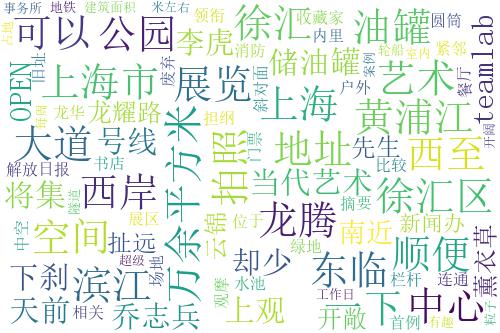 事务所 地铁 建筑面积 米左右 领衔 收藏家 圆筒 轮船 室内
占地 旧址 徐汇 消防 内里 油罐 案例 紧邻
可以 公园 李虎 斜对面 户外 餐厅 teamlab
上海市 废弃 展览 储油罐 艺术 开阔
OPEN 龙华 龙耀路 担纲 门票 上海 黄浦江
大道 号线 万余平方米 拍照 地址 先生 西至
解放日报 书店 当代艺术 比较 摘要
将集 西岸 展区 云锦 位于 徐汇区
中空 隧道 空间 扯远 龙腾 南近 新闻办 薰衣草
下刹 滨江 超级 场地 却少 绿地 东临 顺便
天前 相关 乔志兵 观摩 水池 上观 开敞 工作日 下 栏杆 首例 中心 连通 有趣 粒子